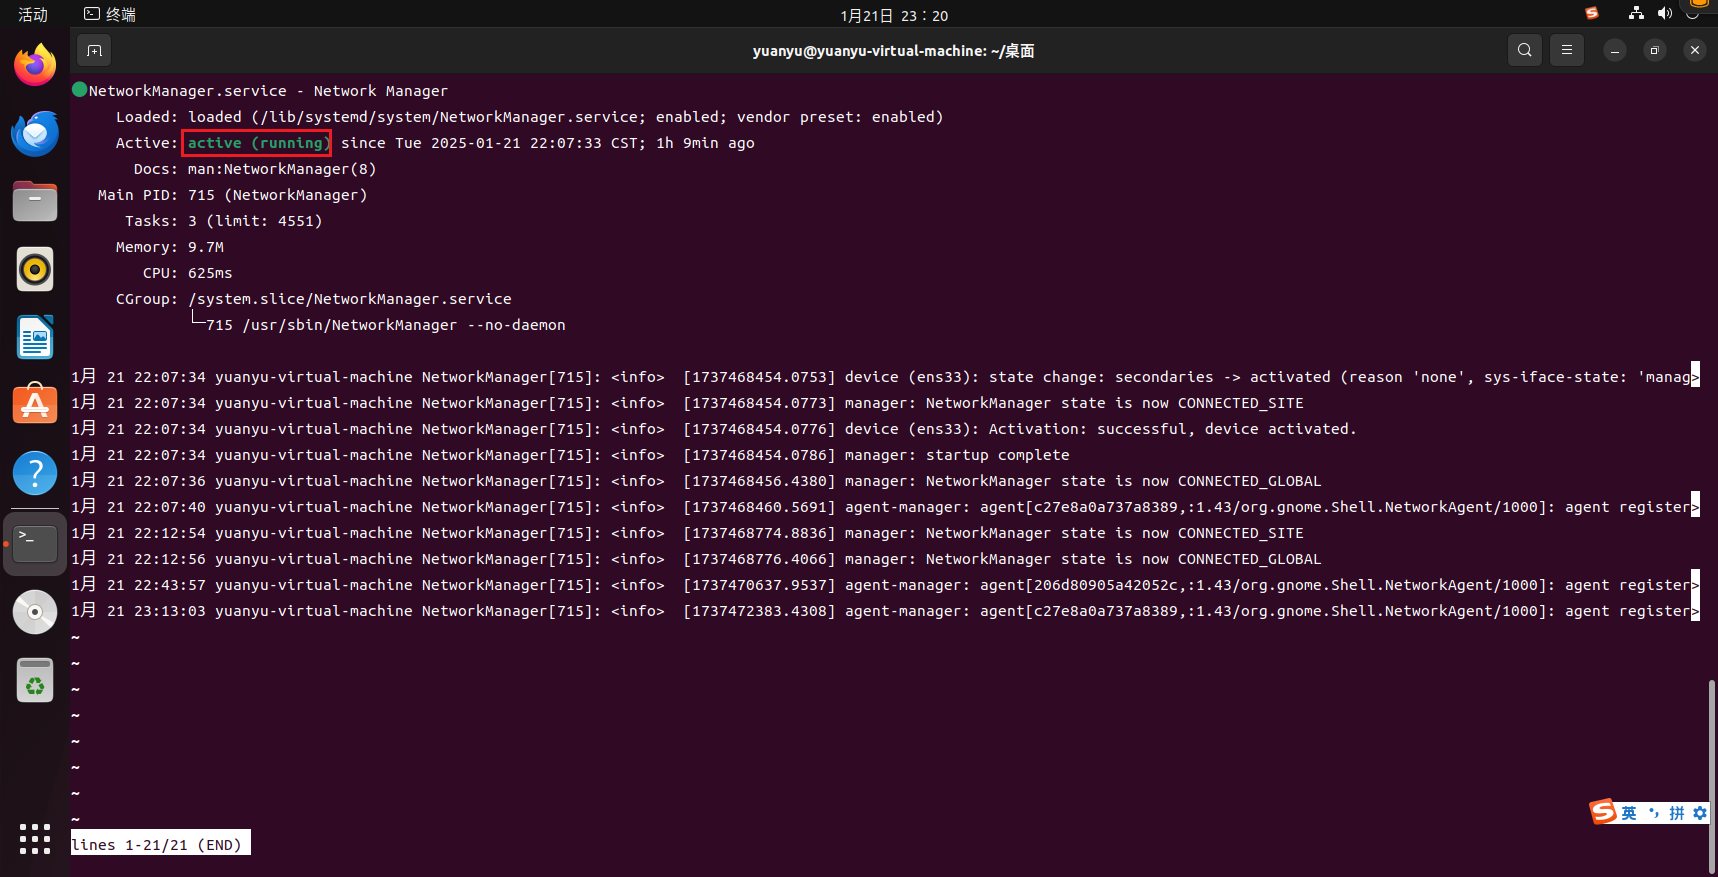 活动 终端 1月21日 23：20
yuanyu@yuanyu-virtual-machine: ~/桌面
NetworkManager.service - Network Manager
Loaded: loaded (/lib/systemd/system/NetworkManager.service; enabled; vendor preset: enabled)
Active: active (running) since Tue 2025-01-21 22:07:33 CST; 1h 9min ago
Docs: man:NetworkManager(8)
Main PID: 715 (NetworkManager)
Tasks: 3 (limit: 4551)
Memory: 9.7M
CPU: 625ms
CGroup: /system.slice/NetworkManager.service
└─715 /usr/sbin/NetworkManager --no-daemon
1月 21 22:07:34 yuanyu-virtual-machine NetworkManager[715]: <info>  [1737468454.0753] device (ens33): state change: secondaries -> activated (reason 'none', sys-iface-state: 'manag>
1月 21 22:07:34 yuanyu-virtual-machine NetworkManager[715]: <info>  [1737468454.0773] manager: NetworkManager state is now CONNECTED_SITE
1月 21 22:07:34 yuanyu-virtual-machine NetworkManager[715]: <info>  [1737468454.0776] device (ens33): Activation: successful, device activated.
1月 21 22:07:34 yuanyu-virtual-machine NetworkManager[715]: <info>  [1737468454.0786] manager: startup complete
1月 21 22:07:36 yuanyu-virtual-machine NetworkManager[715]: <info>  [1737468456.4380] manager: NetworkManager state is now CONNECTED_GLOBAL
1月 21 22:07:40 yuanyu-virtual-machine NetworkManager[715]: <info>  [1737468460.5691] agent-manager: agent[c27e8a0a737a8389,:1.43/org.gnome.Shell.NetworkAgent/1000]: agent register>
1月 21 22:12:54 yuanyu-virtual-machine NetworkManager[715]: <info>  [1737468774.8836] manager: NetworkManager state is now CONNECTED_SITE
1月 21 22:12:56 yuanyu-virtual-machine NetworkManager[715]: <info>  [1737468776.4066] manager: NetworkManager state is now CONNECTED_GLOBAL
1月 21 22:43:57 yuanyu-virtual-machine NetworkManager[715]: <info>  [1737470637.9537] agent-manager: agent[206d80905a42052c,:1.43/org.gnome.Shell.NetworkAgent/1000]: agent register>
1月 21 23:13:03 yuanyu-virtual-machine NetworkManager[715]: <info>  [1737472383.4308] agent-manager: agent[c27e8a0a737a8389,:1.43/org.gnome.Shell.NetworkAgent/1000]: agent register>
~
~
~
~
~
~
~
~
英 拼
lines 1-21/21 (END)